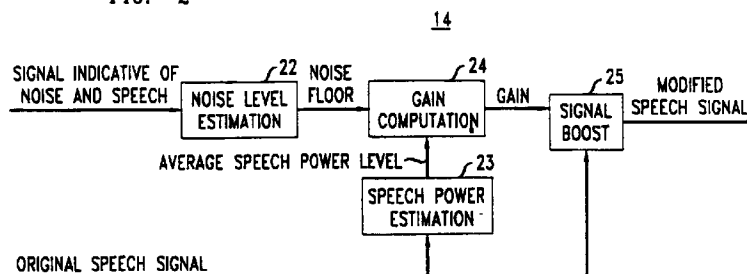 FIG. 2
14
SIGNAL INDICATIVE OF
NOISE AND SPEECH
22
NOISE LEVEL
ESTIMATION
NOISE
FLOOR
24
GAIN
COMPUTATION
GAIN
25
SIGNAL
BOOST
MODIFIED
SPEECH SIGNAL
AVERAGE SPEECH POWER LEVEL
23
SPEECH POWER
ESTIMATION
ORIGINAL SPEECH SIGNAL